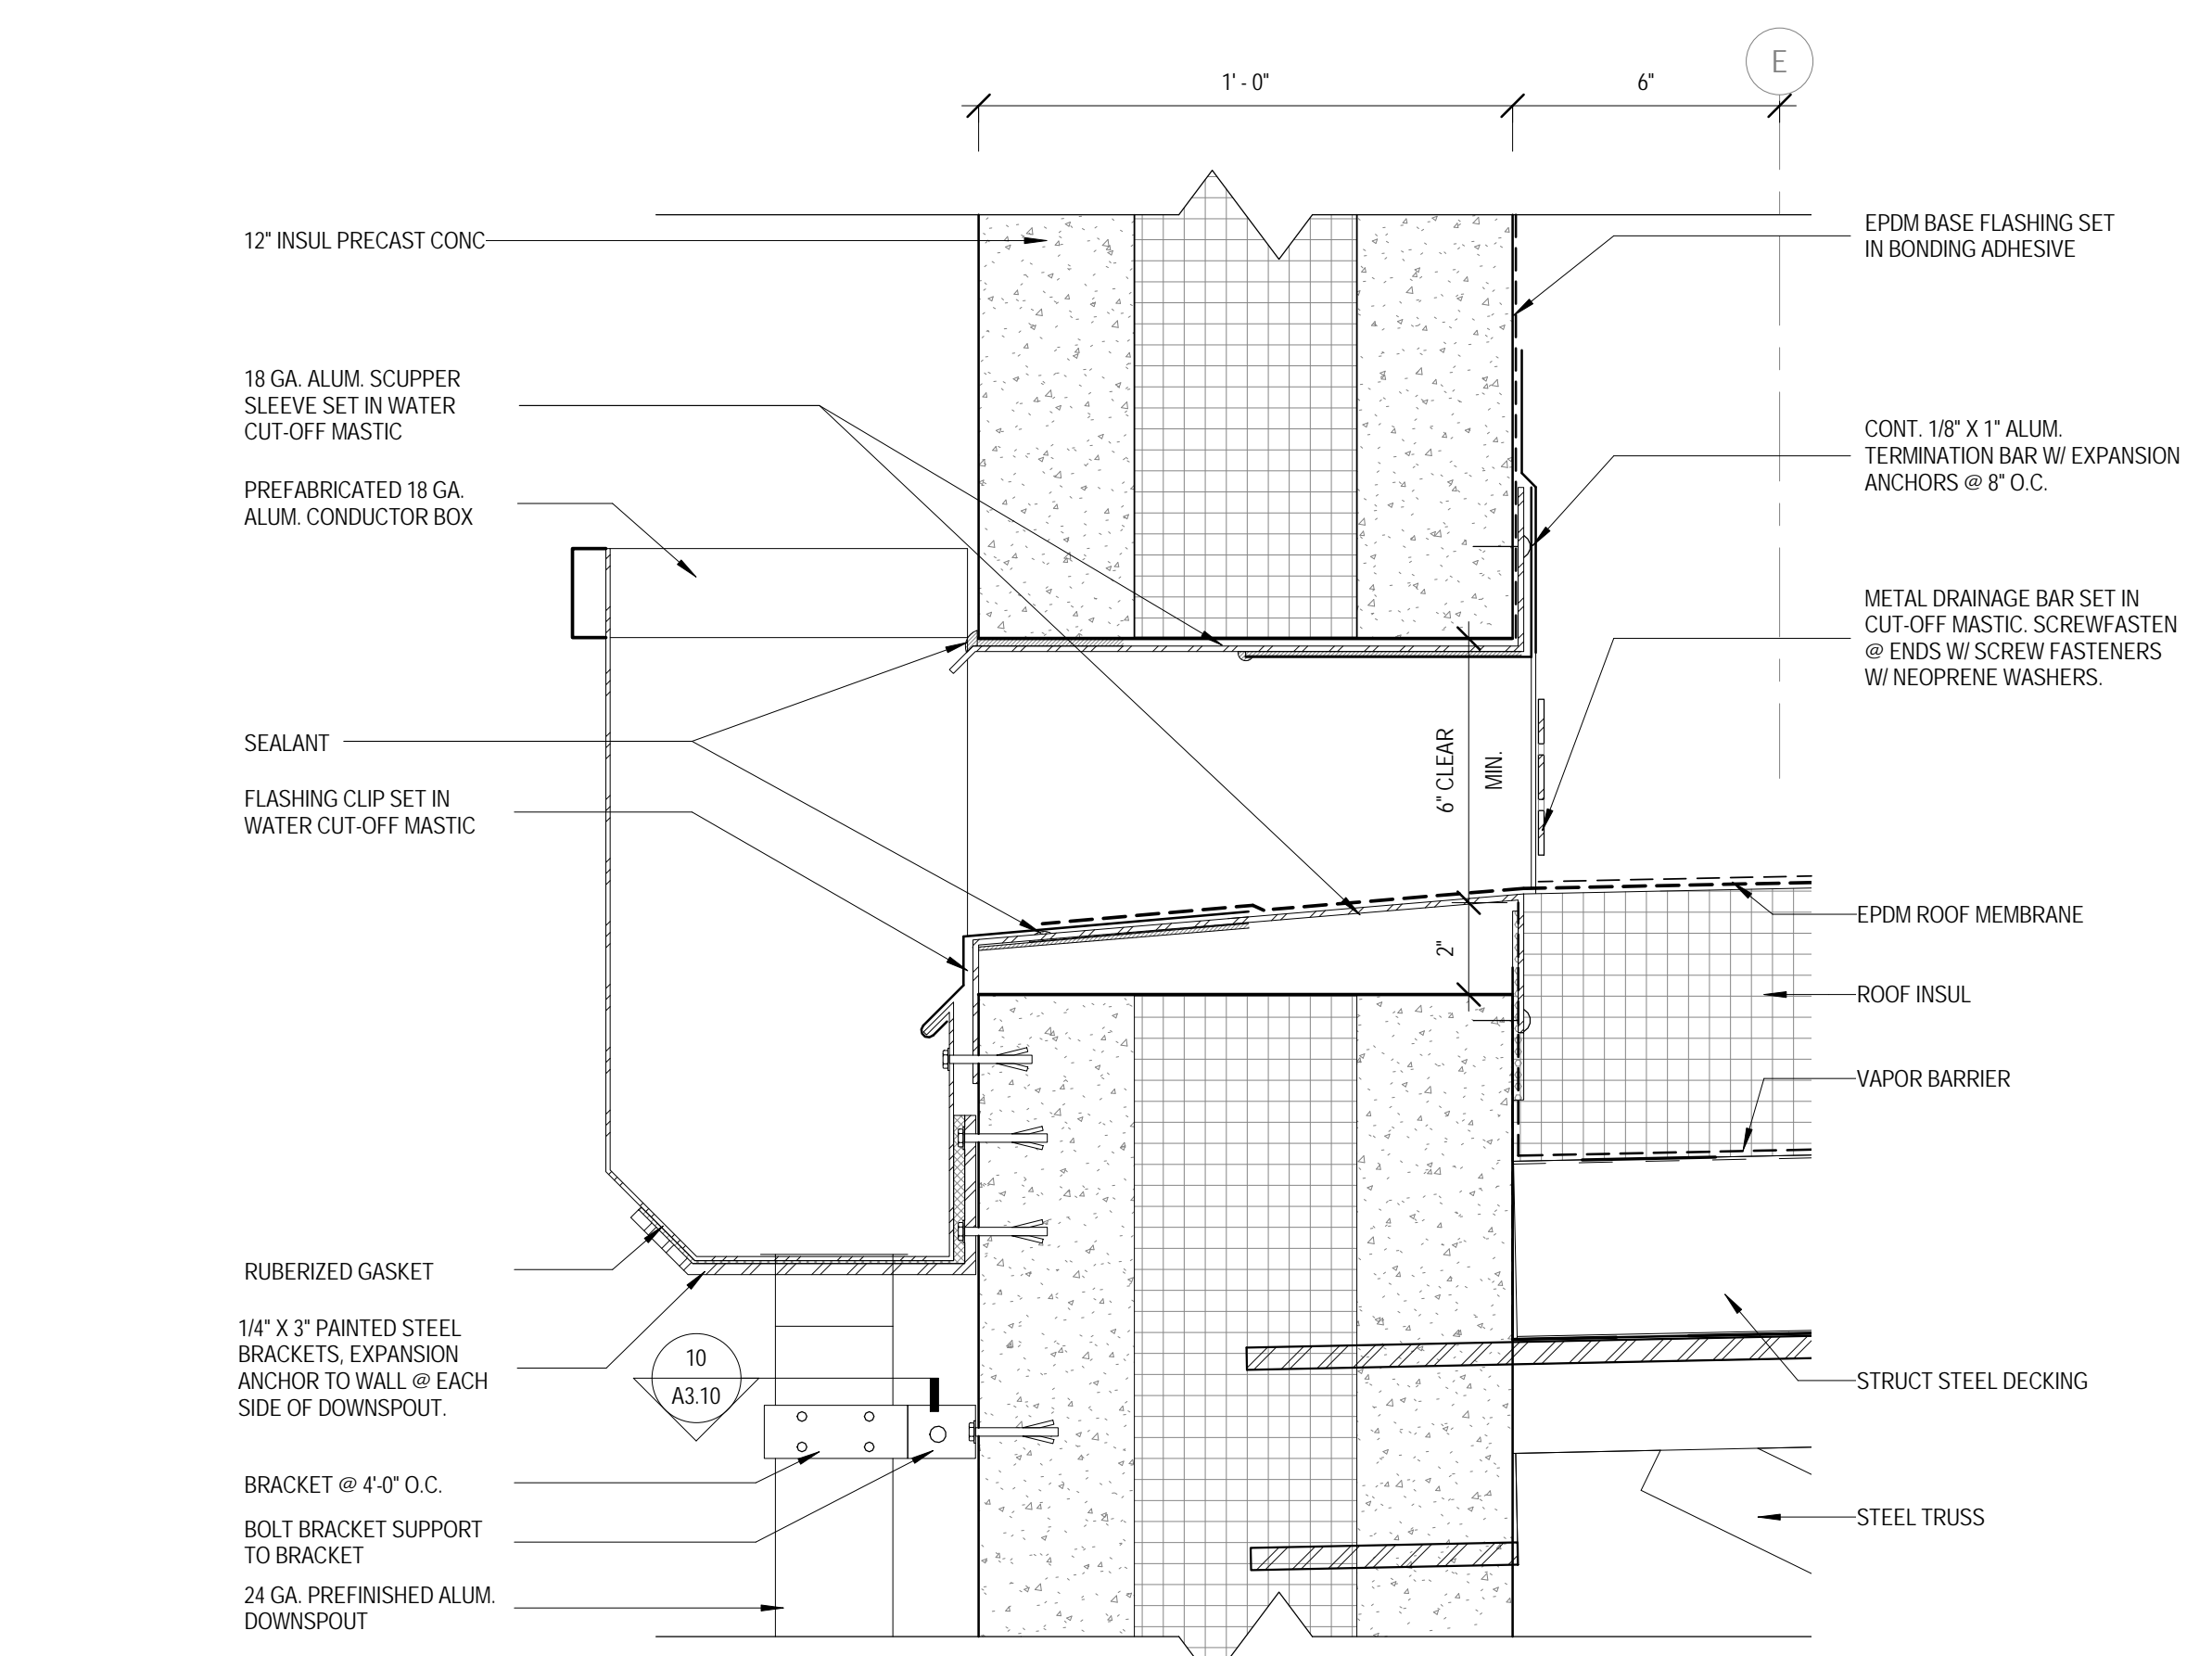 E
1' - 0"
6"
12" INSUL PRECAST CONC
18 GA. ALUM. SCUPPER
SLEEVE SET IN WATER
CUT-OFF MASTIC
PREFABRICATED 18 GA.
ALUM. CONDUCTOR BOX
SEALANT
FLASHING CLIP SET IN
WATER CUT-OFF MASTIC
RUBERIZED GASKET
1/4" X 3" PAINTED STEEL
BRACKETS, EXPANSION
ANCHOR TO WALL @ EACH
SIDE OF DOWNSPOUT.
10
A3.10
BRACKET @ 4'-0" O.C.
BOLT BRACKET SUPPORT
TO BRACKET
24 GA. PREFINISHED ALUM.
DOWNSPOUT
6" CLEAR
MIN.
2"
EPDM BASE FLASHING SET
IN BONDING ADHESIVE
CONT. 1/8" X 1" ALUM.
TERMINATION BAR W/ EXPANSION
ANCHORS @ 8" O.C.
METAL DRAINAGE BAR SET IN
CUT-OFF MASTIC. SCREWFASTEN
@ ENDS W/ SCREW FASTENERS
W/ NEOPRENE WASHERS.
EPDM ROOF MEMBRANE
ROOF INSUL
VAPOR BARRIER
STRUCT STEEL DECKING
STEEL TRUSS